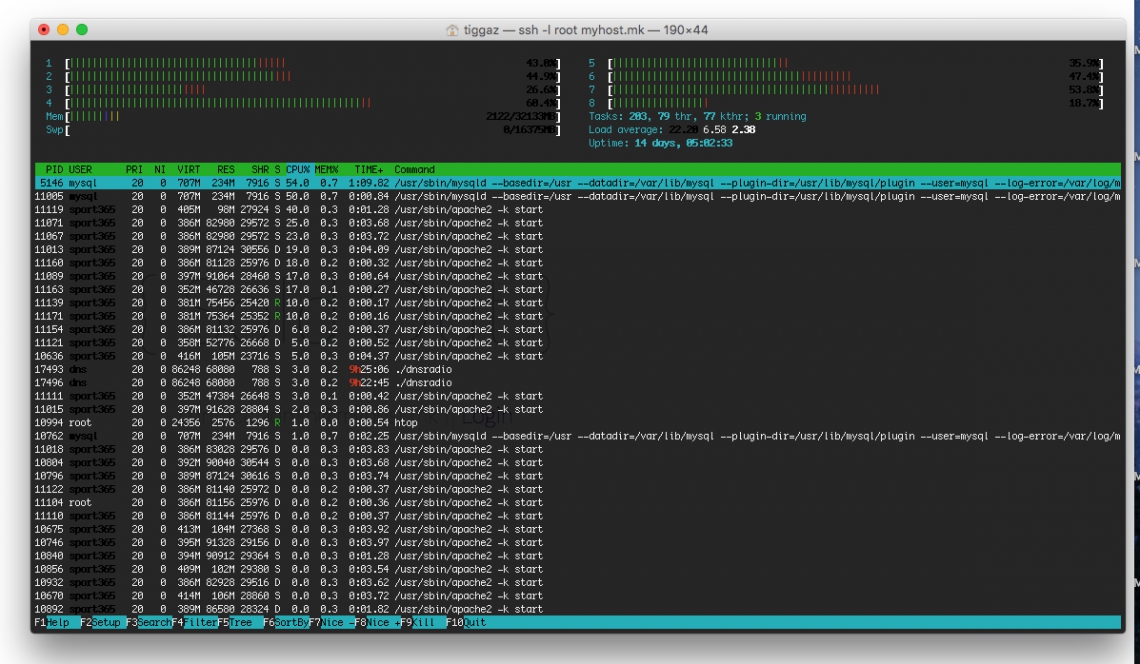 tiggaz — ssh -l root myhost.mk — 190×44
1 [43.0%]
2 [44.9%]
3 [26.6%]
4 [60.4%]
Mem[2122/32133MB]
Swp[0/16375MB]
5 [35.9%]
6 [47.4%]
7 [53.8%]
8 [18.7%]
Tasks: 203, 79 thr, 77 kthr; 3 running
Load average: 22.20 6.58 2.38
Uptime: 14 days, 05:02:33
PID USER PRI NI VIRT RES SHR S CPU% MEM% TIME+ Command
5146 mysql 20 0 707M 234M 7916 S 54.0 0.7 1:09.82 /usr/sbin/mysqld --basedir=/usr --datadir=/var/lib/mysql --plugin-dir=/usr/lib/mysql/plugin --user=mysql --log-error=/var/log/m
11005 mysql 20 0 707M 234M 7916 S 50.0 0.7 0:00.84 /usr/sbin/mysqld --basedir=/usr --datadir=/var/lib/mysql --plugin-dir=/usr/lib/mysql/plugin --user=mysql --log-error=/var/log/m
11119 sport365 20 0 405M 98M 27924 S 40.0 0.3 0:01.28 /usr/sbin/apache2 -k start
11071 sport365 20 0 386M 82980 29572 S 25.0 0.3 0:03.68 /usr/sbin/apache2 -k start
11067 sport365 20 0 386M 82980 29572 S 23.0 0.3 0:03.72 /usr/sbin/apache2 -k start
11013 sport365 20 0 389M 87124 30556 D 19.0 0.3 0:04.09 /usr/sbin/apache2 -k start
11160 sport365 20 0 386M 81128 25976 D 18.0 0.2 0:00.32 /usr/sbin/apache2 -k start
11089 sport365 20 0 397M 91064 28460 S 17.0 0.3 0:00.64 /usr/sbin/apache2 -k start
11163 sport365 20 0 352M 46728 26636 S 17.0 0.1 0:00.27 /usr/sbin/apache2 -k start
11139 sport365 20 0 381M 75456 25420 R 10.0 0.2 0:00.17 /usr/sbin/apache2 -k start
11171 sport365 20 0 381M 75364 25352 R 10.0 0.2 0:00.16 /usr/sbin/apache2 -k start
11154 sport365 20 0 386M 81132 25976 D 6.0 0.2 0:00.37 /usr/sbin/apache2 -k start
11121 sport365 20 0 358M 52776 26668 D 5.0 0.2 0:00.52 /usr/sbin/apache2 -k start
10636 sport365 20 0 416M 105M 23716 S 5.0 0.3 0:04.37 /usr/sbin/apache2 -k start
17493 dns 20 0 86248 68080 788 S 3.0 0.2 9h25:06 ./dnsradio
17496 dns 20 0 86248 68080 788 S 3.0 0.2 9h22:45 ./dnsradio
11111 sport365 20 0 352M 47384 26648 S 3.0 0.1 0:00.42 /usr/sbin/apache2 -k start
11015 sport365 20 0 397M 91628 28804 S 2.0 0.3 0:00.86 /usr/sbin/apache2 -k start
Login
10994 root 20 0 24356 2576 1296 R 1.0 0.0 0:00.54 htop
10762 mysql 20 0 707M 234M 7916 S 1.0 0.7 0:02.25 /usr/sbin/mysqld --basedir=/usr --datadir=/var/lib/mysql --plugin-dir=/usr/lib/mysql/plugin --user=mysql --log-error=/var/log/m
11018 sport365 20 0 386M 83028 29576 D 0.0 0.3 0:03.83 /usr/sbin/apache2 -k start
10804 sport365 20 0 392M 90040 30544 S 0.0 0.3 0:03.68 /usr/sbin/apache2 -k start
10796 sport365 20 0 389M 87124 30616 S 0.0 0.3 0:03.74 /usr/sbin/apache2 -k start
11122 sport365 20 0 386M 81140 25972 D 0.0 0.2 0:00.37 /usr/sbin/apache2 -k start
11104 root 20 0 386M 81156 25976 D 0.0 0.2 0:00.36 /usr/sbin/apache2 -k start
11110 sport365 20 0 386M 81144 25976 D 0.0 0.2 0:00.37 /usr/sbin/apache2 -k start
10675 sport365 20 0 413M 104M 27368 S 0.0 0.3 0:03.92 /usr/sbin/apache2 -k start
10746 sport365 20 0 395M 91328 29156 D 0.0 0.3 0:03.97 /usr/sbin/apache2 -k start
10840 sport365 20 0 394M 90912 29364 S 0.0 0.3 0:01.28 /usr/sbin/apache2 -k start
10856 sport365 20 0 409M 102M 29380 S 0.0 0.3 0:03.54 /usr/sbin/apache2 -k start
10932 sport365 20 0 386M 82928 29516 D 0.0 0.3 0:03.62 /usr/sbin/apache2 -k start
10670 sport365 20 0 414M 106M 28860 S 0.0 0.3 0:03.72 /usr/sbin/apache2 -k start
10892 sport365 20 0 389M 86580 28324 D 0.0 0.3 0:01.82 /usr/sbin/apache2 -k start
F1Help F2Setup F3SearchF4FilterF5Tree F6SortByF7Nice -F8Nice +F9Kill F10Quit